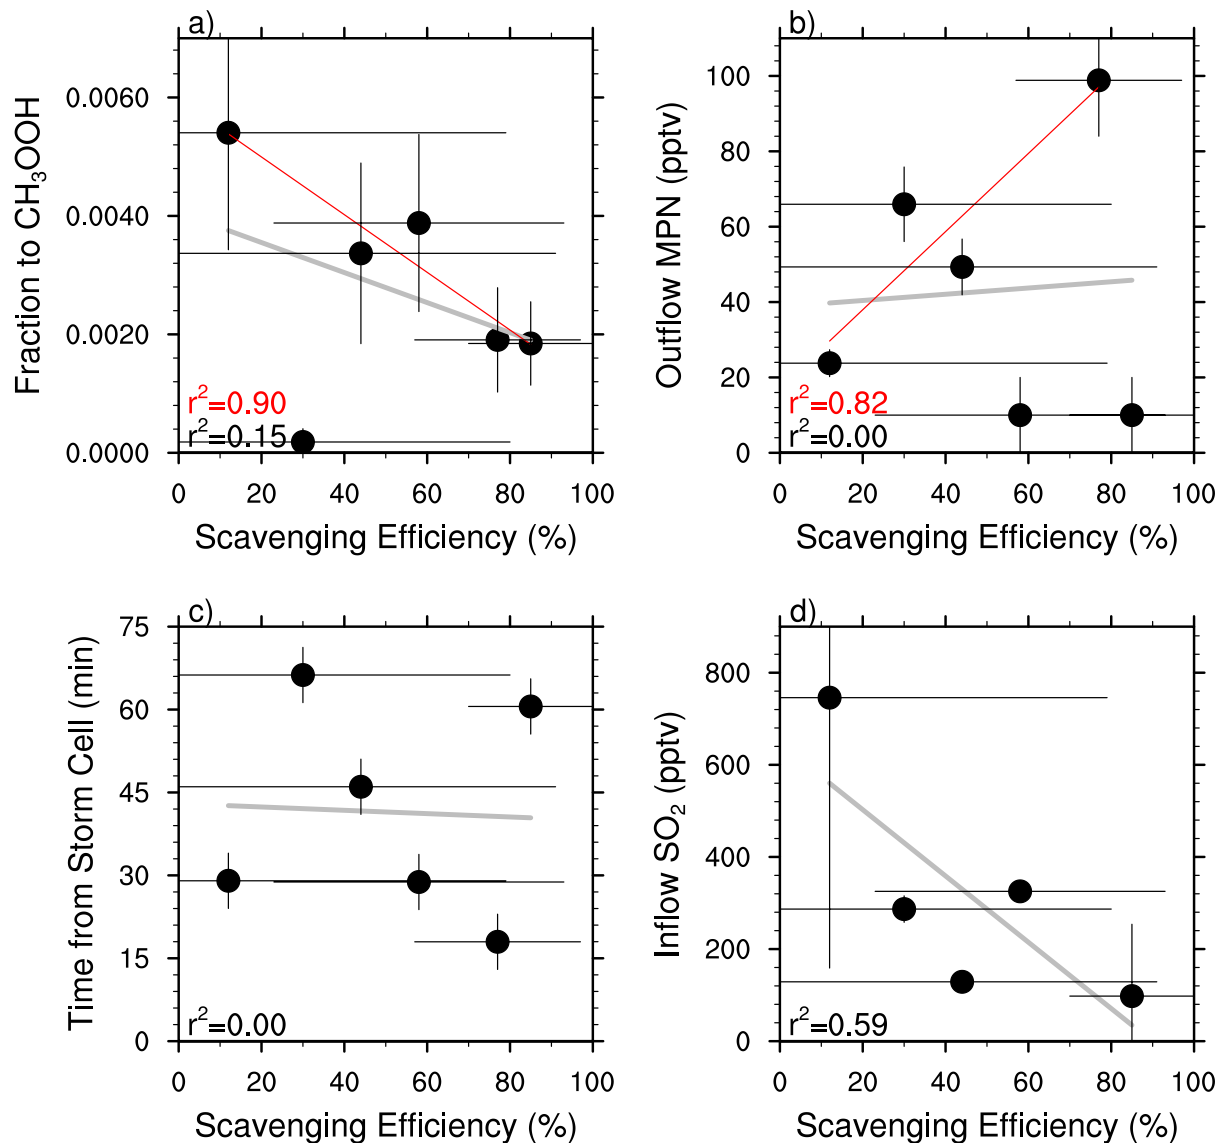 a)
Fraction to CH₃OOH
0.0060
0.0040
0.0020
0.0000
r²=0.90
r²=0.15
0 20 40 60 80 100
Scavenging Efficiency (%)
b)
Outflow MPN (pptv)
100
80
60
40
20
0
r²=0.82
r²=0.00
0 20 40 60 80 100
Scavenging Efficiency (%)
c)
Time from Storm Cell (min)
75
60
45
30
15
0
r²=0.00
0 20 40 60 80 100
Scavenging Efficiency (%)
d)
Inflow SO₂ (pptv)
800
600
400
200
0
r²=0.59
0 20 40 60 80 100
Scavenging Efficiency (%)